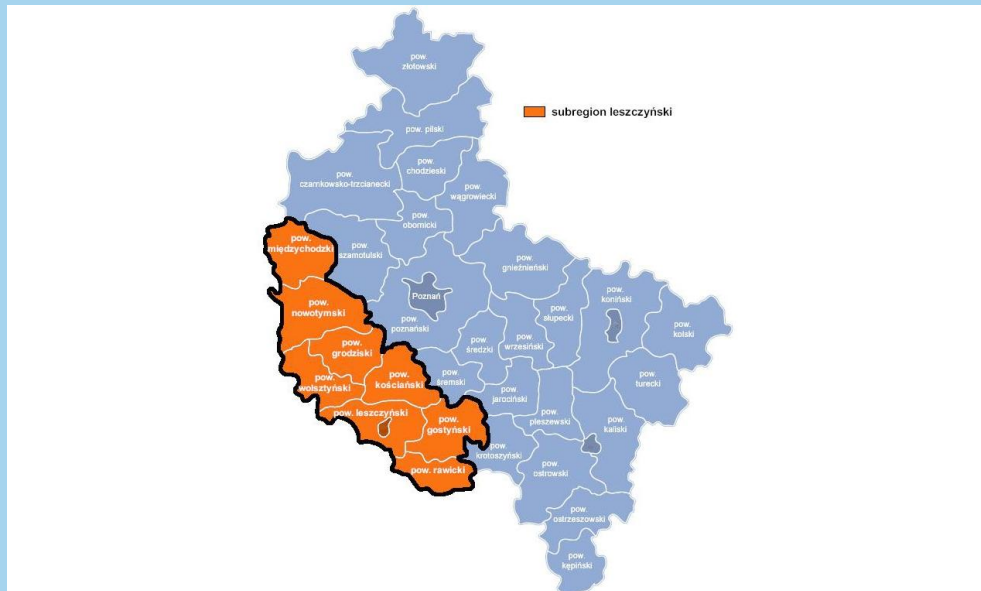 pow.
złotowski
subregion leszczyński
pow. pilski
pow.
chodzieski
pow.
czarnkowsko-trzcianecki
pow.
wągrowiecki
pow.
obornicki
pow.
międzychodzki
pow.
szamotulski
pow.
gnieźnieński
Poznań
pow.
koniński
pow.
nowotymski
pow.
poznański
pow.
słupecki
pow.
kolski
pow.
średzki
pow.
wrzesiński
pow.
grodziski
pow.
wolsztyński
pow.
kościański
pow.
śremski
pow.
jarociński
pow.
turecki
pow. leszczyński
pow.
gostyński
pow.
pleszewski
pow.
kaliski
pow.
krotoszyński
pow. rawicki
pow.
ostrowski
pow.
ostrzeszowski
pow.
kępiński